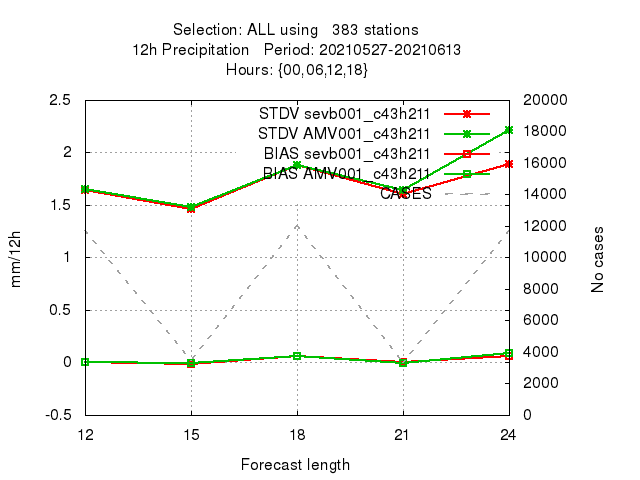 Selection: ALL using   383 stations
12h Precipitation   Period: 20210527-20210613
Hours: {00,06,12,18}
STDV sevb001_c43h211
STDV AMV001_c43h211
BIAS sevb001_c43h211
BIAS AMV001_c43h211
CASES
2.5
2
1.5
1
0.5
0
-0.5
mm/12h
20000
18000
16000
14000
12000
10000
8000
6000
4000
2000
0
No cases
12 15 18 21 24
Forecast length